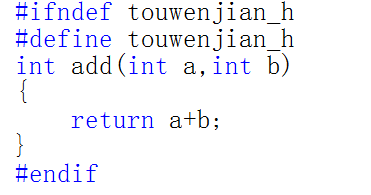 #ifndef touwenjian_h
#define touwenjian_h
int add(int a,int b)
{
    return a+b;
}
#endif